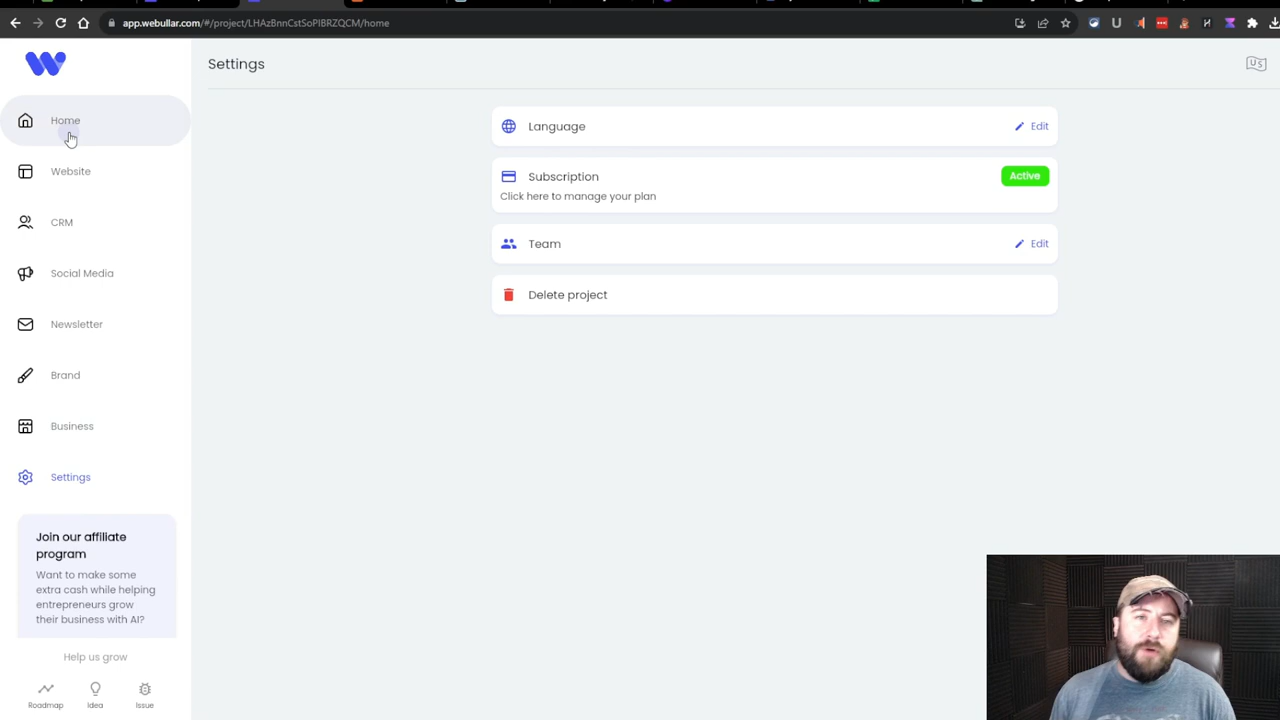 app.webullar.com/#/project/LHAzBnnCstSoPlBRZQCM/home
Settings
US
Home
Website
CRM
Social Media
Newsletter
Brand
Business
Settings
Language
Edit
Subscription
Active
Click here to manage your plan
Team
Edit
Delete project
Join our affiliate
program
Want to make some
extra cash while helping
entrepreneurs grow
their business with AI?
Help us grow
Roadmap
Idea
Issue